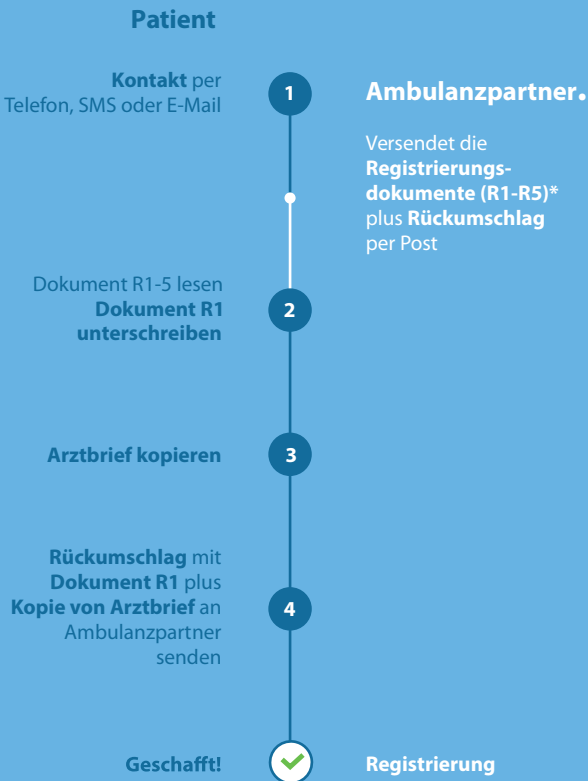 Patient
Kontakt per
Telefon, SMS oder E-Mail
1
Ambulanzpartner.
Versendet die
Registrierungs-
dokumente (R1-R5)*
plus Rückumschlag
per Post
Dokument R1-5 lesen
Dokument R1
unterschreiben
2
Arztbrief kopieren
3
Rückumschlag mit
Dokument R1 plus
Kopie von Arztbrief an
Ambulanzpartner
senden
4
Geschafft!
Registrierung